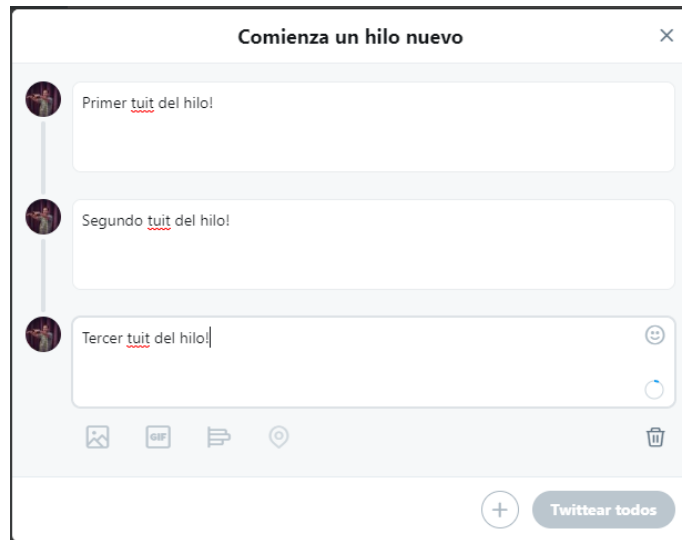 Comienza un hilo nuevo
Primer tuit del hilo!
Segundo tuit del hilo!
Tercer tuit del hilo!
GIF
Twittear todos